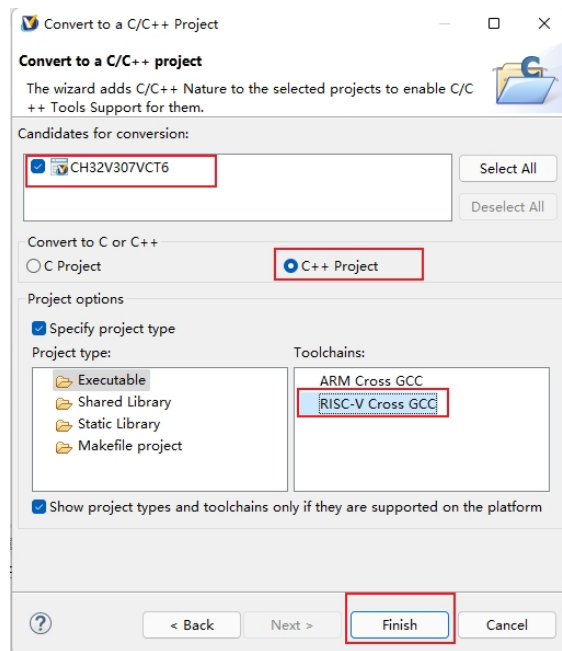 Convert to a C/C++ Project
Convert to a C/C++ project
The wizard adds C/C++ Nature to the selected projects to enable C/C
++ Tools Support for them.
Candidates for conversion:
CH32V307VCT6
Select All
Deselect All
Convert to C or C++
C Project
C++ Project
Project options
Specify project type
Project type:
Toolchains:
Executable
Shared Library
Static Library
Makefile project
ARM Cross GCC
RISC-V Cross GCC
Show project types and toolchains only if they are supported on the platform
?
< Back
Next >
Finish
Cancel